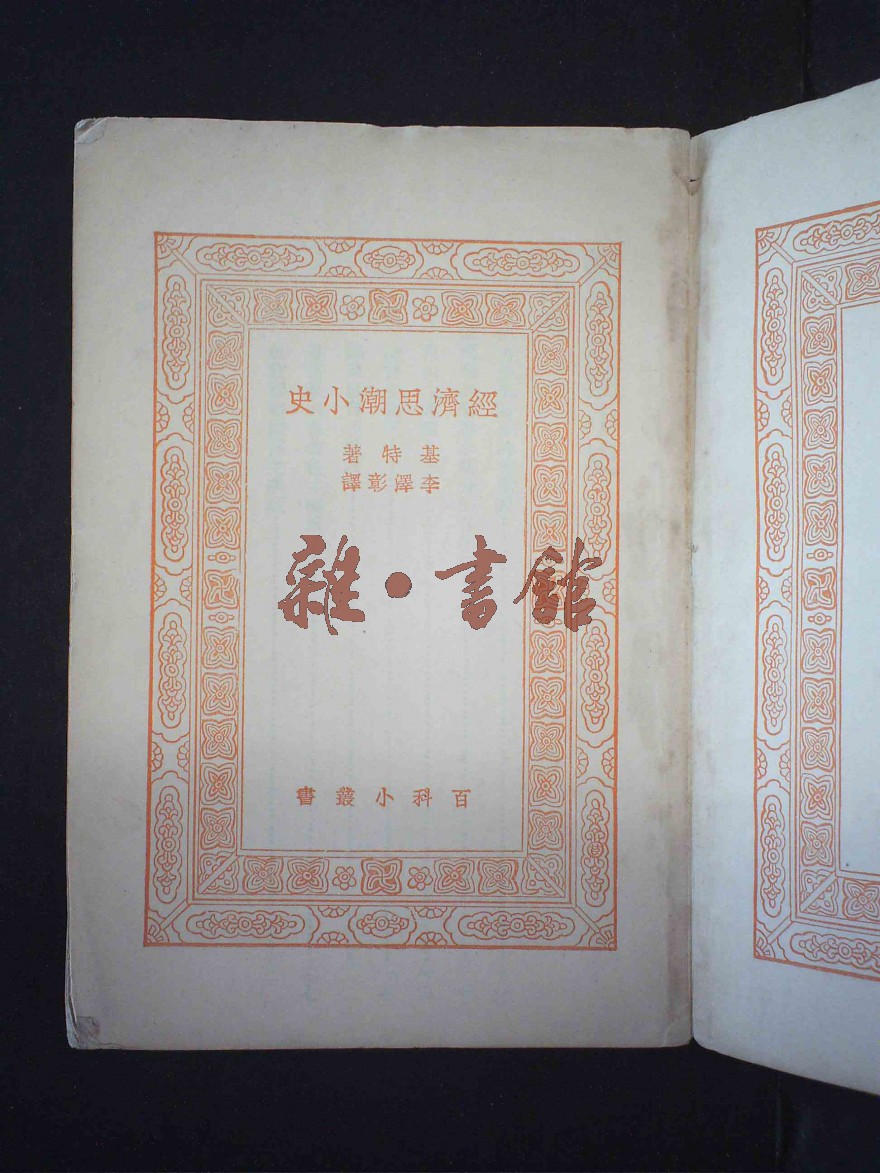 經濟思潮小史
基特著
李澤彰譯
雜·書館
百科小叢書